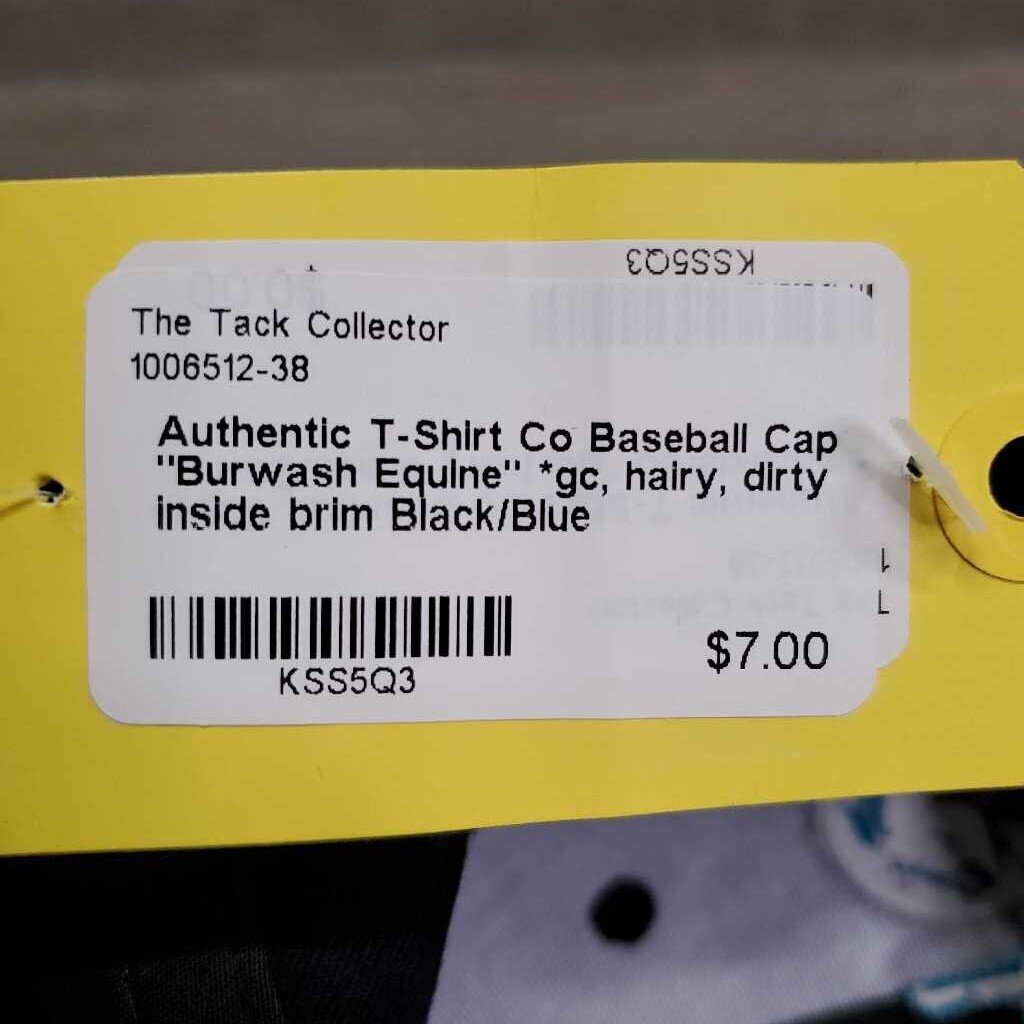 KSS5Q3
The Tack Collector
1006512-38
Authentic T-Shirt Co Baseball Cap
"Burwash Equine" *gc, hairy, dirty
inside brim Black/Blue
KSS5Q3
$7.00